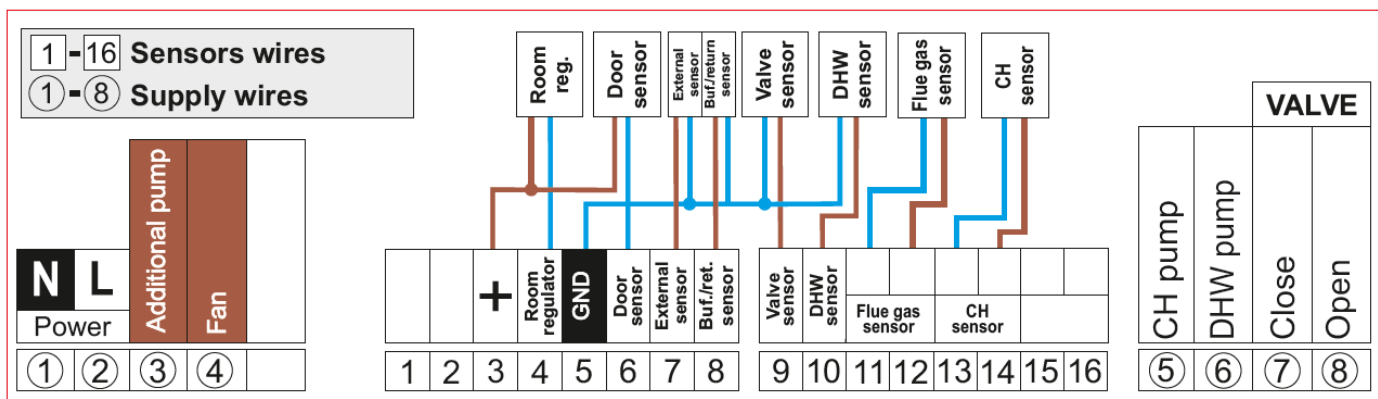 1-16 Sensors wires
1-8 Supply wires
Room
reg.
Door
sensor
External
sensor
Buf./return
sensor
Valve
sensor
DHW
sensor
Flue gas
sensor
CH
sensor
VALVE
N L
Power
Additional pump
Fan
+
Room
regulator
GND
Door
sensor
External
sensor
Buf./ret.
sensor
Valve
sensor
DHW
sensor
Flue gas
sensor
CH
sensor
CH pump
DHW pump
Close
Open
1 2 3 4
1 2 3 4 5 6 7 8
9 10 11 12 13 14 15 16
5 6 7 8